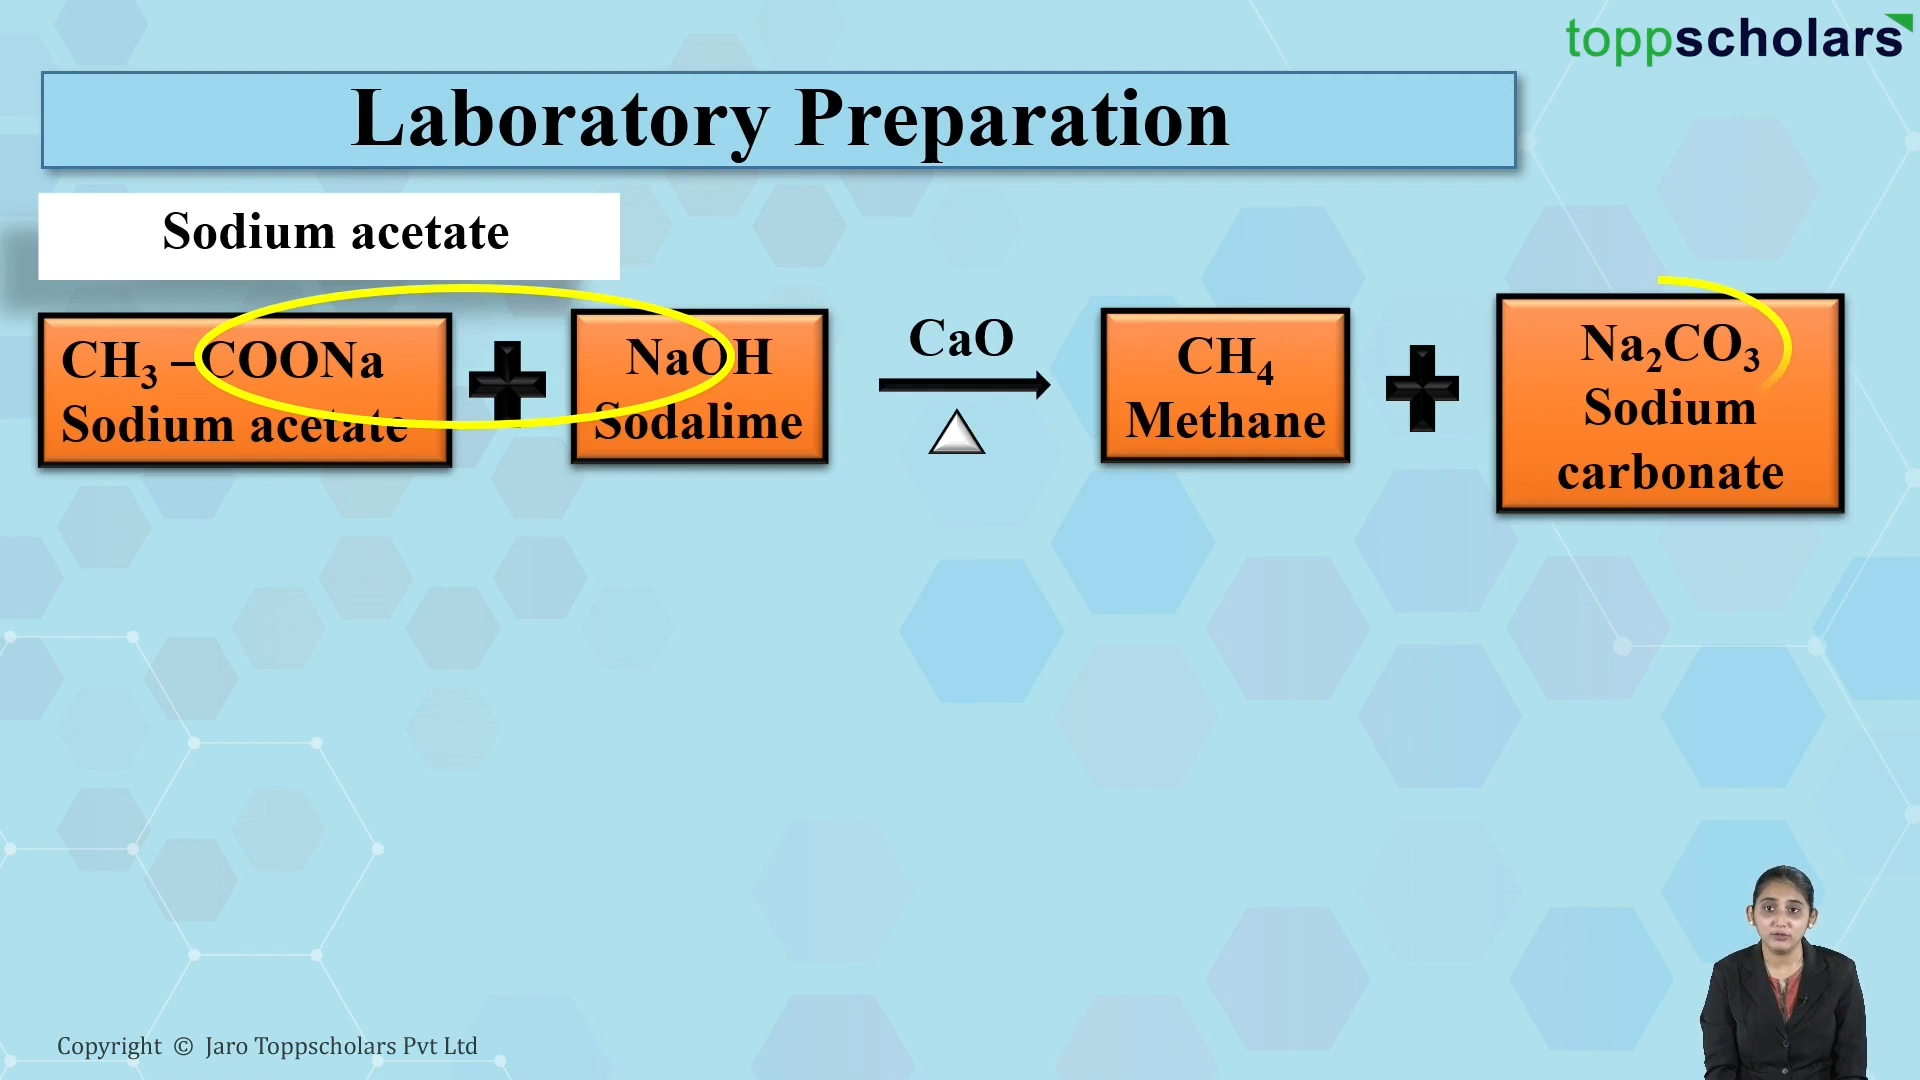 toppscholars
Laboratory Preparation
Sodium acetate
CH₃ –COONa
Sodium acetate
NaOH
Sodalime
CaO
CH₄
Methane
Na₂CO₃
Sodium
carbonate
Copyright © Jaro Toppscholars Pvt Ltd